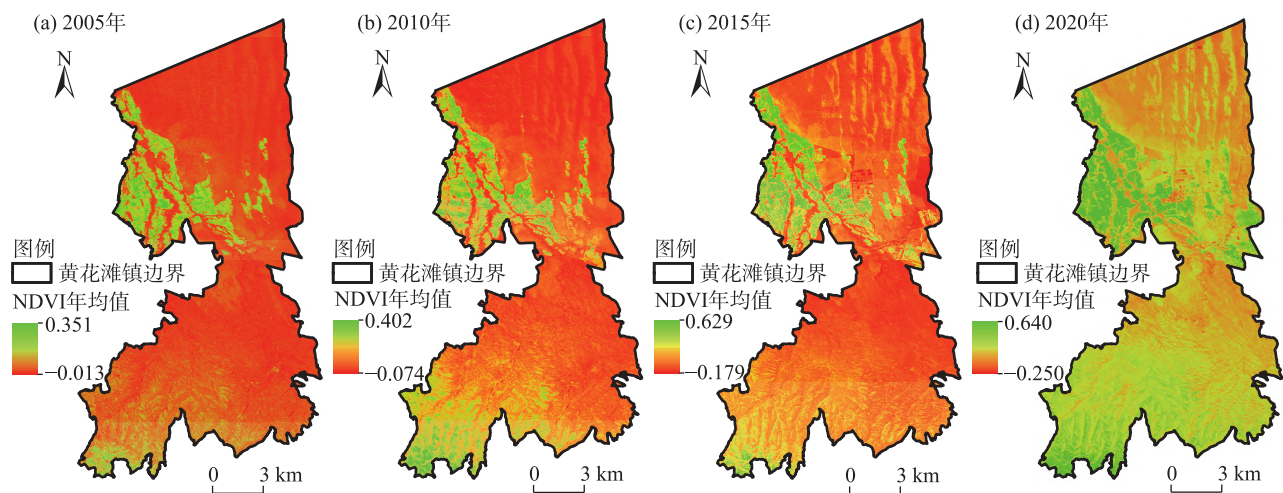 (a) 2005年
N
图例
黄花滩镇边界
NDVI年均值
0.351
−0.013
0 3 km
(b) 2010年
N
图例
黄花滩镇边界
NDVI年均值
0.402
−0.074
0 3 km
(c) 2015年
N
图例
黄花滩镇边界
NDVI年均值
0.629
−0.179
0 3 km
(d) 2020年
N
图例
黄花滩镇边界
NDVI年均值
0.640
−0.250
0 3 km